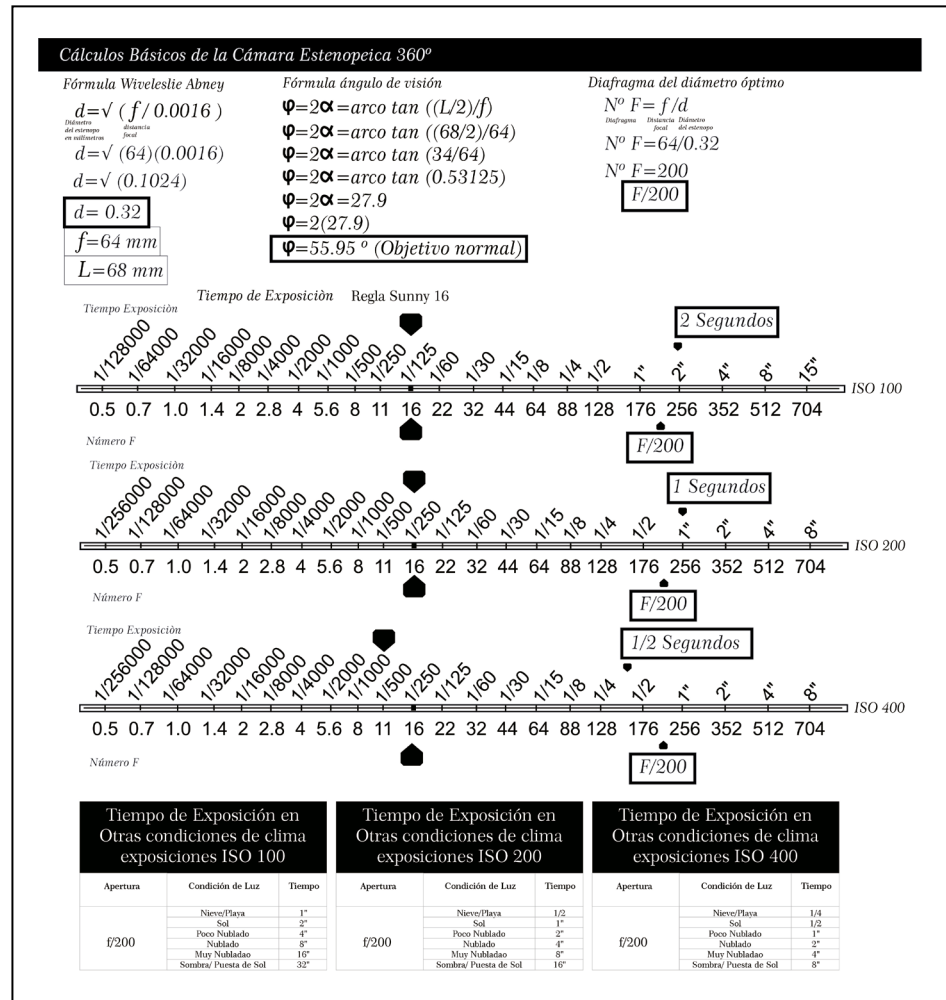 Cálculos Básicos de la Cámara Estenopeica 360º
Fórmula Wiveleslie Abney
d=√ (f/0.0016)
Diámetro del estenopo en milímetros
distancia focal
d=√ (64)(0.0016)
d=√ (0.1024)
d= 0.32
f=64 mm
L=68 mm
Fórmula ángulo de visión
φ=2α=arco tan ((L/2)/f)
φ=2α=arco tan ((68/2)/64)
φ=2α=arco tan (34/64)
φ=2α=arco tan (0.53125)
φ=2α=27.9
φ=2(27.9)
φ=55.95 º (Objetivo normal)
Diafragma del diámetro óptimo
Nº F=f/d
Diafragma Distancia focal Diámetro del estenopo
Nº F=64/0.32
Nº F=200
F/200
Tiempo de Exposiciòn Regla Sunny 16
Tiempo Exposiciòn
2 Segundos
1/128000 1/64000 1/32000 1/16000 1/8000 1/4000 1/2000 1/1000 1/500 1/250 1/125 1/60 1/30 1/15 1/8 1/4 1/2 1" 2" 4" 8" 15"
ISO 100
0.5 0.7 1.0 1.4 2 2.8 4 5.6 8 11 16 22 32 44 64 88 128 176 256 352 512 704
Número F
F/200
Tiempo Exposiciòn
1 Segundos
1/256000 1/128000 1/64000 1/32000 1/16000 1/8000 1/4000 1/2000 1/1000 1/500 1/250 1/125 1/60 1/30 1/15 1/8 1/4 1/2 1" 2" 4" 8"
ISO 200
0.5 0.7 1.0 1.4 2 2.8 4 5.6 8 11 16 22 32 44 64 88 128 176 256 352 512 704
Número F
F/200
Tiempo Exposiciòn
1/2 Segundos
1/256000 1/128000 1/64000 1/32000 1/16000 1/8000 1/4000 1/2000 1/1000 1/5000 1/250 1/125 1/60 1/30 1/15 1/8 1/4 1/2 1" 2" 4" 8"
ISO 400
0.5 0.7 1.0 1.4 2 2.8 4 5.6 8 11 16 22 32 44 64 88 128 176 256 352 512 704
Número F
F/200
Tiempo de Exposición en
Otras condiciones de clima
exposiciones ISO 100
Apertura Condición de Luz Tiempo
f/200
Nieve/Playa 1"
Sol 2"
Poco Nublado 4"
Nublado 8"
Muy Nubladao 16"
Sombra/ Puesta de Sol 32"
Tiempo de Exposición en
Otras condiciones de clima
exposiciones ISO 200
Apertura Condición de Luz Tiempo
f/200
Nieve/Playa 1/2
Sol 1"
Poco Nublado 2"
Nublado 4"
Muy Nubladao 8"
Sombra/ Puesta de Sol 16"
Tiempo de Exposición en
Otras condiciones de clima
exposiciones ISO 400
Apertura Condición de Luz Tiempo
f/200
Nieve/Playa 1/4
Sol 1/2
Poco Nublado 1"
Nublado 2"
Muy Nubladao 4"
Sombra/ Puesta de Sol 8"